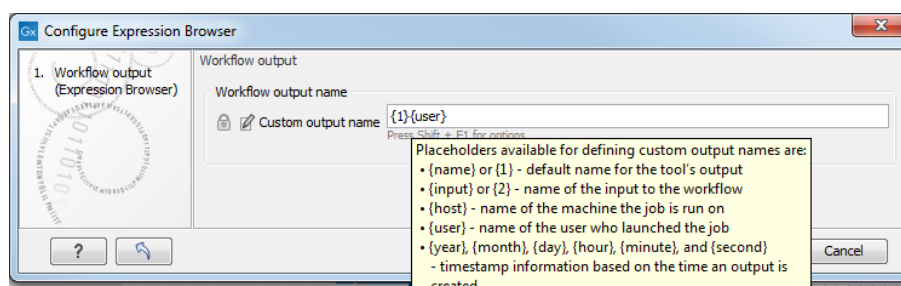 Gx Configure Expression Browser
x
1. Workflow output
(Expression Browser)
Workflow output
Workflow output name
Custom output name {1}{user}
Press Shift + F1 for options
Placeholders available for defining custom output names are:
• {name} or {1} - default name for the tool's output
• {input} or {2} - name of the input to the workflow
• {host} - name of the machine the job is run on
• {user} - name of the user who launched the job
• {year}, {month}, {day}, {hour}, {minute}, and {second}
- timestamp information based on the time an output is
created
?
Cancel